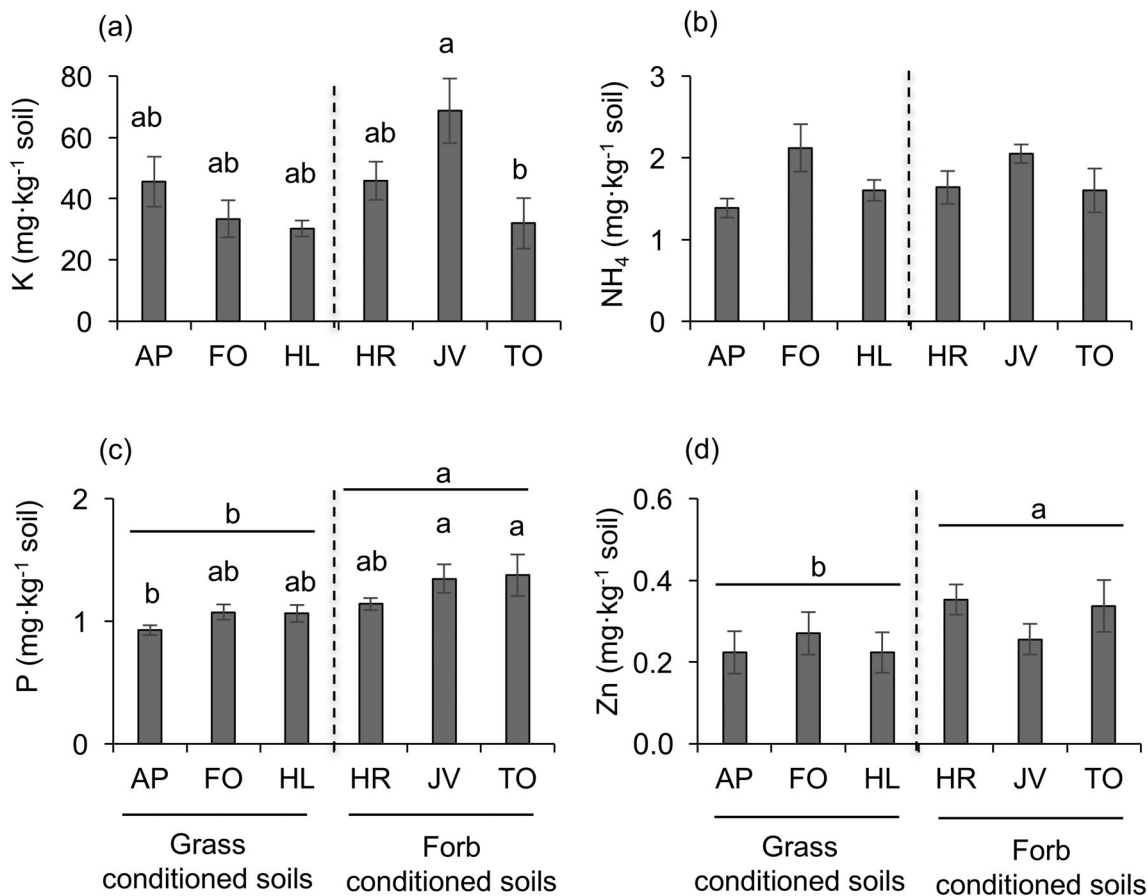 (a)
a
80
60
40
20
0
ab
ab
ab
ab
b
K (mg·kg⁻¹ soil)
AP FO HL HR JV TO
(b)
3
2
1
0
NH₄ (mg·kg⁻¹ soil)
AP FO HL HR JV TO
(c)
a
2
1
0
b
b
ab
ab
ab
a
a
P (mg·kg⁻¹ soil)
AP FO HL HR JV TO
Grass
conditioned soils
Forb
conditioned soils
(d)
0.6
0.4
0.2
0.0
b
a
Zn (mg·kg⁻¹ soil)
AP FO HL HR JV TO
Grass
conditioned soils
Forb
conditioned soils